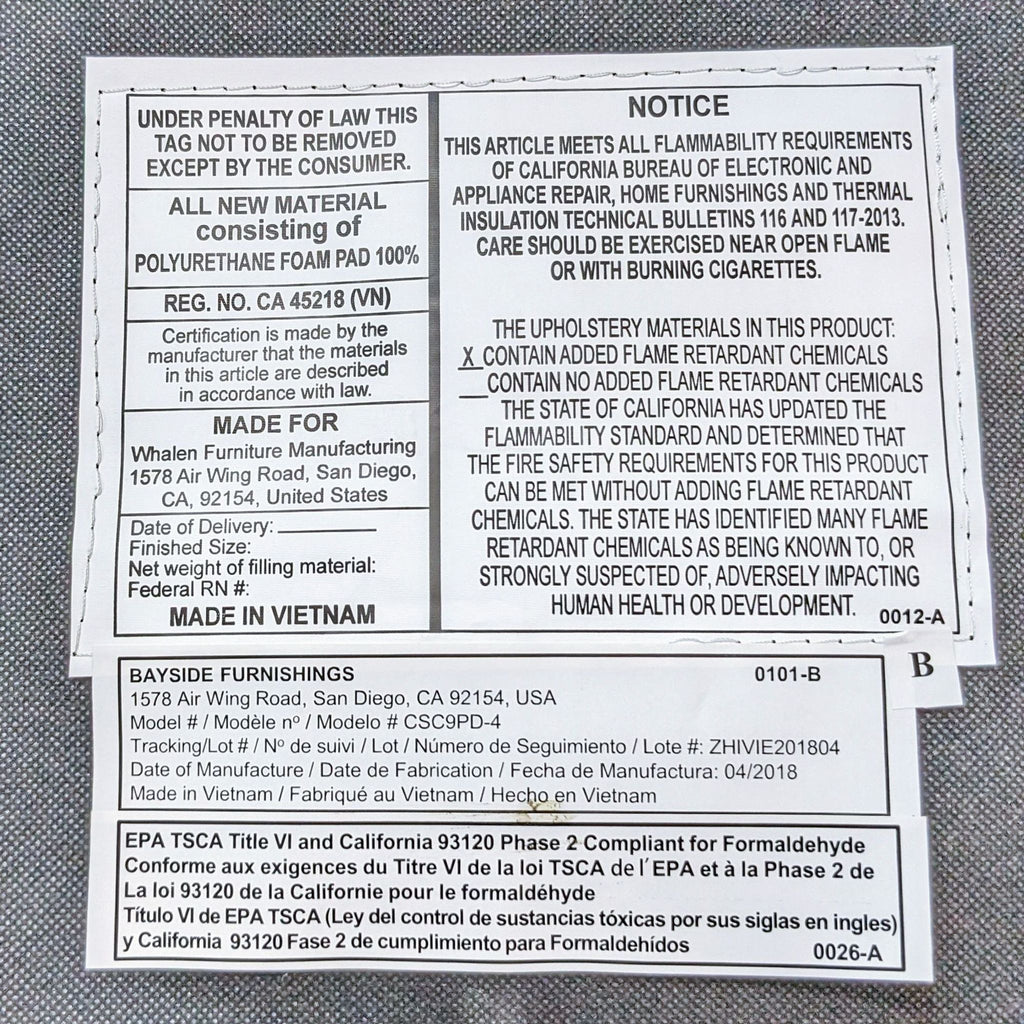 UNDER PENALTY OF LAW THIS
TAG NOT TO BE REMOVED
EXCEPT BY THE CONSUMER.
ALL NEW MATERIAL
consisting of
POLYURETHANE FOAM PAD 100%
REG. NO. CA 45218 (VN)
Certification is made by the
manufacturer that the materials
in this article are described
in accordance with law.
MADE FOR
Whalen Furniture Manufacturing
1578 Air Wing Road, San Diego,
CA, 92154, United States
Date of Delivery:
Finished Size:
Net weight of filling material:
Federal RN #:
MADE IN VIETNAM
NOTICE
THIS ARTICLE MEETS ALL FLAMMABILITY REQUIREMENTS
OF CALIFORNIA BUREAU OF ELECTRONIC AND
APPLIANCE REPAIR, HOME FURNISHINGS AND THERMAL
INSULATION TECHNICAL BULLETINS 116 AND 117-2013.
CARE SHOULD BE EXERCISED NEAR OPEN FLAME
OR WITH BURNING CIGARETTES.
THE UPHOLSTERY MATERIALS IN THIS PRODUCT:
X CONTAIN ADDED FLAME RETARDANT CHEMICALS
__CONTAIN NO ADDED FLAME RETARDANT CHEMICALS
THE STATE OF CALIFORNIA HAS UPDATED THE
FLAMMABILITY STANDARD AND DETERMINED THAT
THE FIRE SAFETY REQUIREMENTS FOR THIS PRODUCT
CAN BE MET WITHOUT ADDING FLAME RETARDANT
CHEMICALS. THE STATE HAS IDENTIFIED MANY FLAME
RETARDANT CHEMICALS AS BEING KNOWN TO, OR
STRONGLY SUSPECTED OF, ADVERSELY IMPACTING
HUMAN HEALTH OR DEVELOPMENT.
0012-A
B
BAYSIDE FURNISHINGS 0101-B
1578 Air Wing Road, San Diego, CA 92154, USA
Model # / Modèle nº / Modelo # CSC9PD-4
Tracking/Lot # / Nº de suivi / Lot / Número de Seguimiento / Lote #: ZHIVIE201804
Date of Manufacture / Date de Fabrication / Fecha de Manufactura: 04/2018
Made in Vietnam / Fabriqué au Vietnam / Hecho en Vietnam
EPA TSCA Title VI and California 93120 Phase 2 Compliant for Formaldehyde
Conforme aux exigences du Titre VI de la loi TSCA de l'EPA et à la Phase 2 de
La loi 93120 de la Californie pour le formaldéhyde
Título VI de EPA TSCA (Ley del control de sustancias tóxicas por sus siglas en ingles)
y California 93120 Fase 2 de cumplimiento para Formaldehídos
0026-A